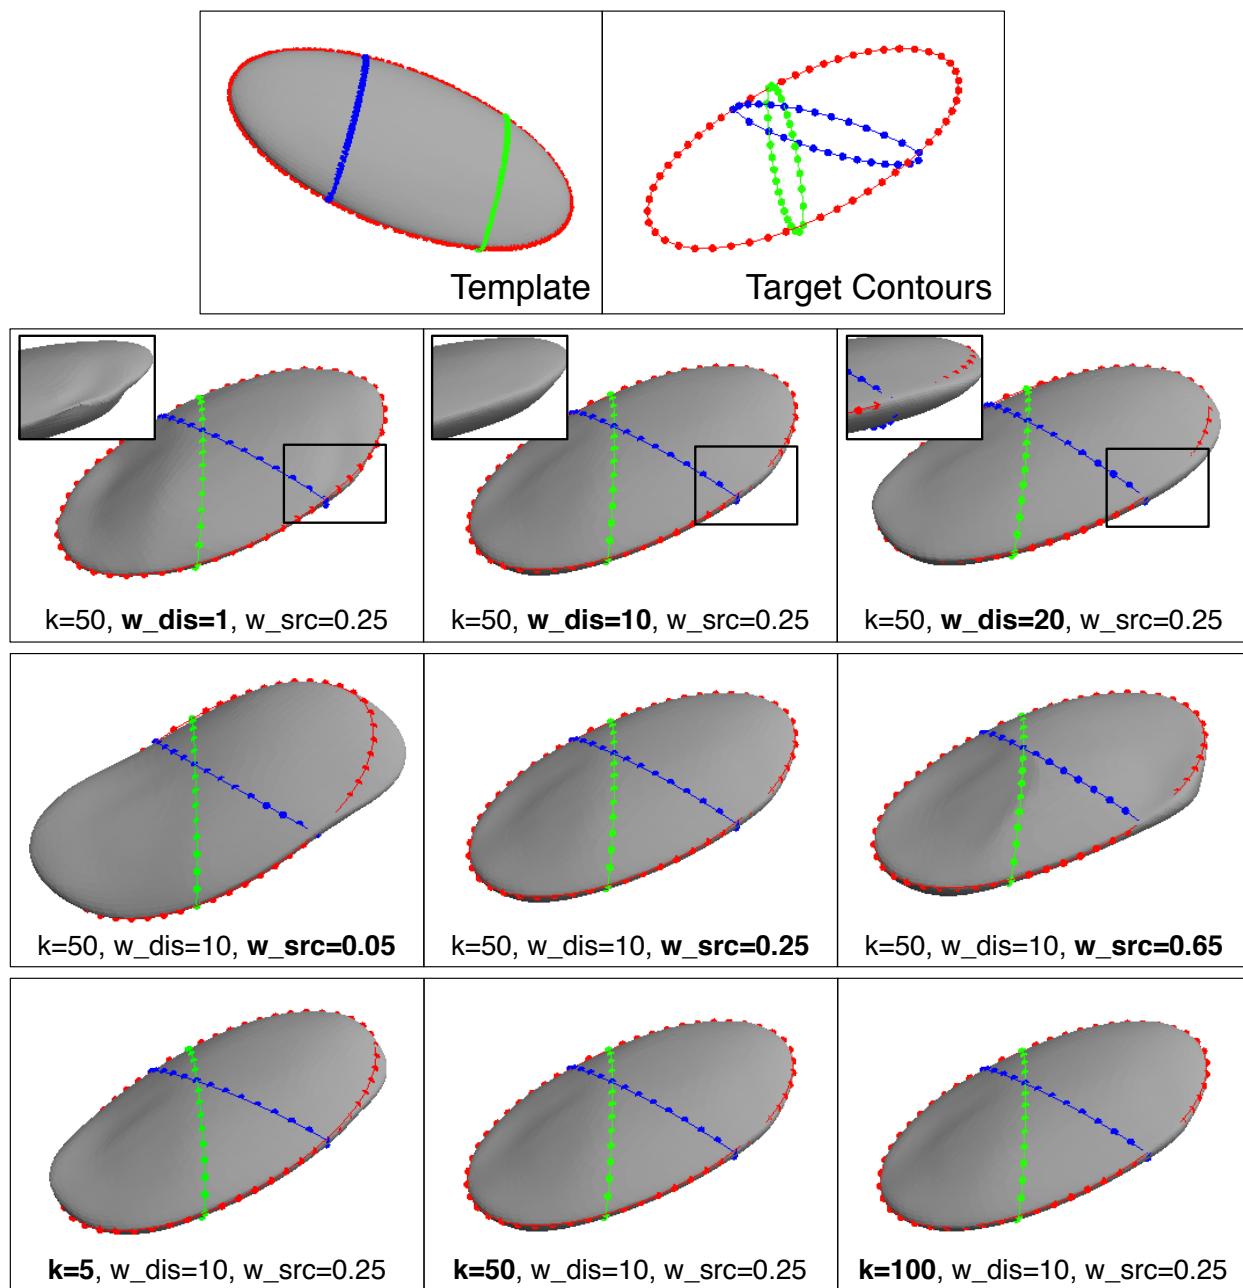 Template
Target Contours
k=50, w_dis=1, w_src=0.25
k=50, w_dis=10, w_src=0.25
k=50, w_dis=20, w_src=0.25
k=50, w_dis=10, w_src=0.05
k=50, w_dis=10, w_src=0.25
k=50, w_dis=10, w_src=0.65
k=5, w_dis=10, w_src=0.25
k=50, w_dis=10, w_src=0.25
k=100, w_dis=10, w_src=0.25